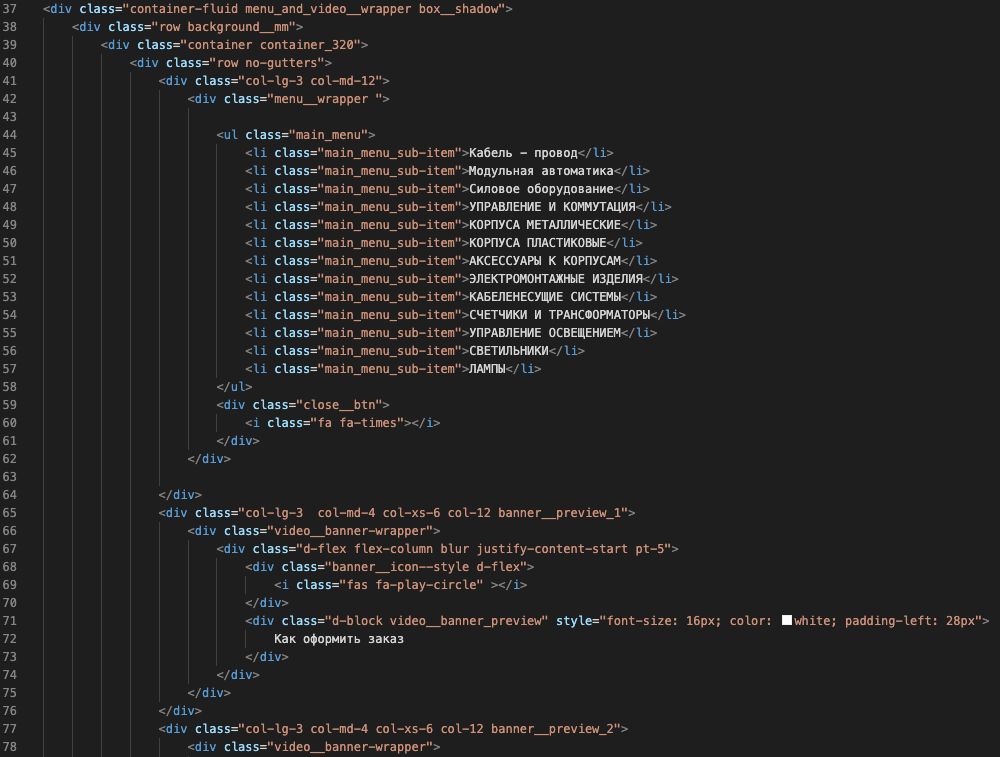 37 <div class="container-fluid menu_and_video__wrapper box__shadow">
38 <div class="row background__mm">
39 <div class="container container_320">
40 <div class="row no-gutters">
41 <div class="col-lg-3 col-md-12">
42 <div class="menu__wrapper ">
43
44 <ul class="main_menu">
45 <li class="main_menu_sub-item">Кабель – провод</li>
46 <li class="main_menu_sub-item">Модульная автоматика</li>
47 <li class="main_menu_sub-item">Силовое оборудование</li>
48 <li class="main_menu_sub-item">УПРАВЛЕНИЕ И КОММУТАЦИЯ</li>
49 <li class="main_menu_sub-item">КОРПУСА МЕТАЛЛИЧЕСКИЕ</li>
50 <li class="main_menu_sub-item">КОРПУСА ПЛАСТИКОВЫЕ</li>
51 <li class="main_menu_sub-item">АКСЕССУАРЫ К КОРПУСАМ</li>
52 <li class="main_menu_sub-item">ЭЛЕКТРОМОНТАЖНЫЕ ИЗДЕЛИЯ</li>
53 <li class="main_menu_sub-item">КАБЕЛЕНЕСУЩИЕ СИСТЕМЫ</li>
54 <li class="main_menu_sub-item">СЧЕТЧИКИ И ТРАНСФОРМАТОРЫ</li>
55 <li class="main_menu_sub-item">УПРАВЛЕНИЕ ОСВЕЩЕНИЕМ</li>
56 <li class="main_menu_sub-item">СВЕТИЛЬНИКИ</li>
57 <li class="main_menu_sub-item">ЛАМПЫ</li>
58 </ul>
59 <div class="close__btn">
60 <i class="fa fa-times"></i>
61 </div>
62 </div>
63
64 </div>
65 <div class="col-lg-3  col-md-4 col-xs-6 col-12 banner__preview_1">
66 <div class="video__banner-wrapper">
67 <div class="d-flex flex-column blur justify-content-start pt-5">
68 <div class="banner__icon--style d-flex">
69 <i class="fas fa-play-circle" ></i>
70 </div>
71 <div class="d-block video__banner_preview" style="font-size: 16px; color: white; padding-left: 28px">
72 Как оформить заказ
73 </div>
74 </div>
75 </div>
76 </div>
77 <div class="col-lg-3 col-md-4 col-xs-6 col-12 banner__preview_2">
78 <div class="video__banner-wrapper">